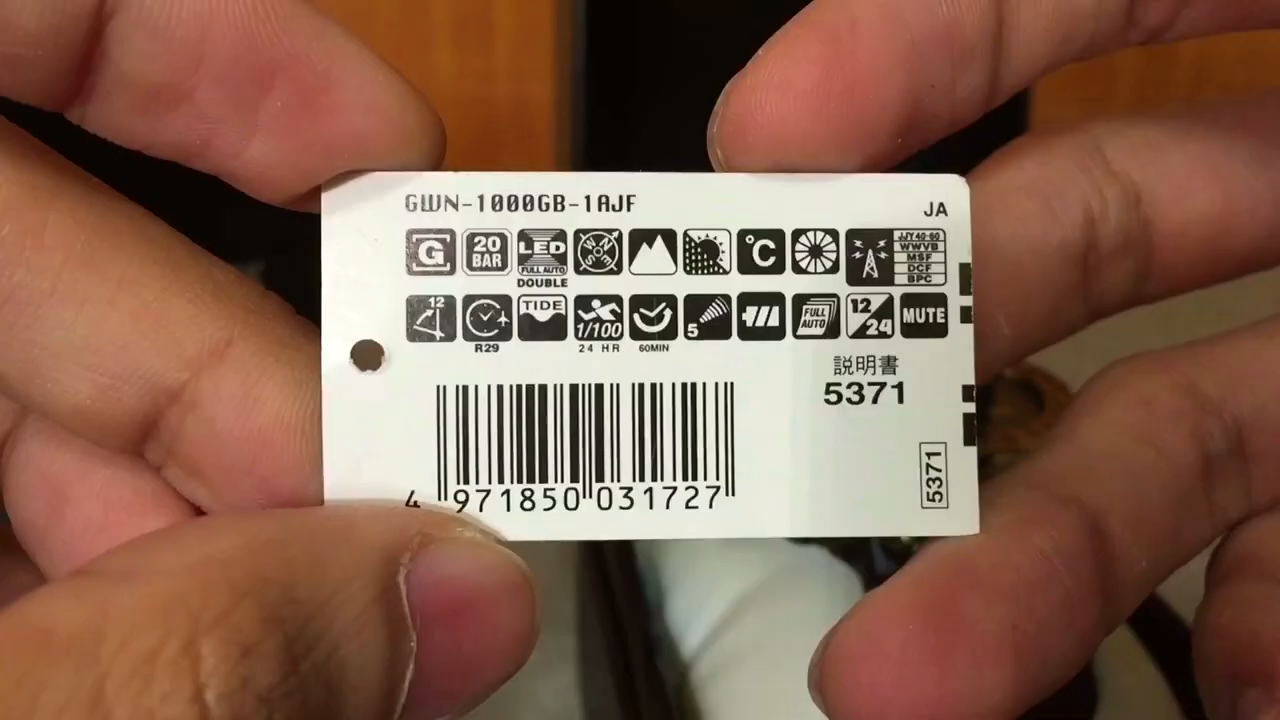 GWN-1000GB-1AJF
JA
G
20 BAR
LED
FULL AUTO
DOUBLE
N
W
E
S
°C
JJY40·60
WWVB
MSF
DCF
BPC
12
R29
TIDE
1/100
24 HR
60MIN
5
FULL AUTO
12/24
MUTE
説明書
5371
4 971850 031727
5371